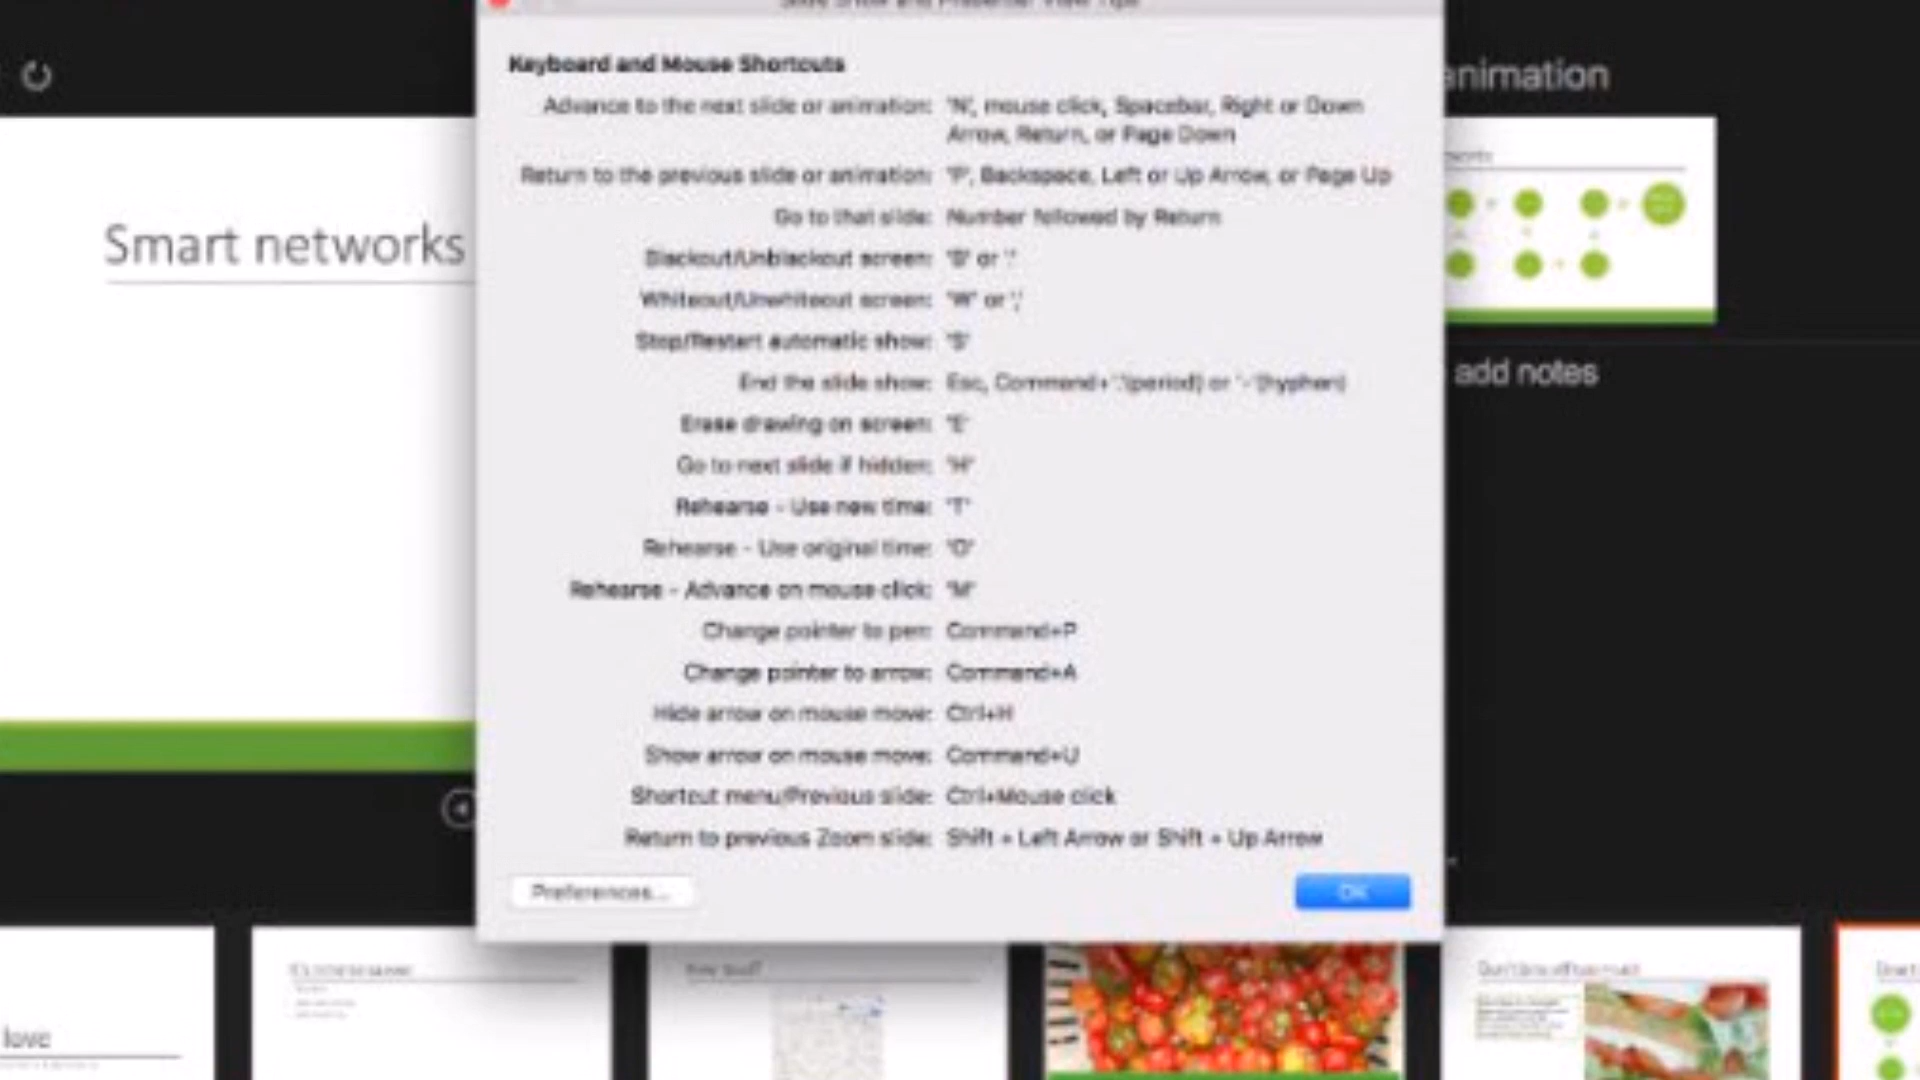 Slide Show and Presenter View Tips
Keyboard and Mouse Shortcuts
Advance to the next slide or animation: 'N', mouse click, Spacebar, Right or Down
Arrow, Return, or Page Down
Return to the previous slide or animation: 'P', Backspace, Left or Up Arrow, or Page Up
Go to that slide: Number followed by Return
Blackout/Unblackout screen: 'B' or '.'
Whiteout/Unwhiteout screen: 'W' or ','
Stop/Restart automatic show: 'S'
End the slide show: Esc, Command+'.'(period) or '-'(hyphen)
Erase drawing on screen: 'E'
Go to next slide if hidden: 'H'
Rehearse - Use new time: 'T'
Rehearse - Use original time: 'O'
Rehearse - Advance on mouse click: 'M'
Change pointer to pen: Command+P
Change pointer to arrow: Command+A
Hide arrow on mouse move: Ctrl+H
Show arrow on mouse move: Command+U
Shortcut menu/Previous slide: Ctrl+Mouse click
Return to previous Zoom slide: Shift + Left Arrow or Shift + Up Arrow
Preferences...
OK
Smart networks
animation
add notes
love